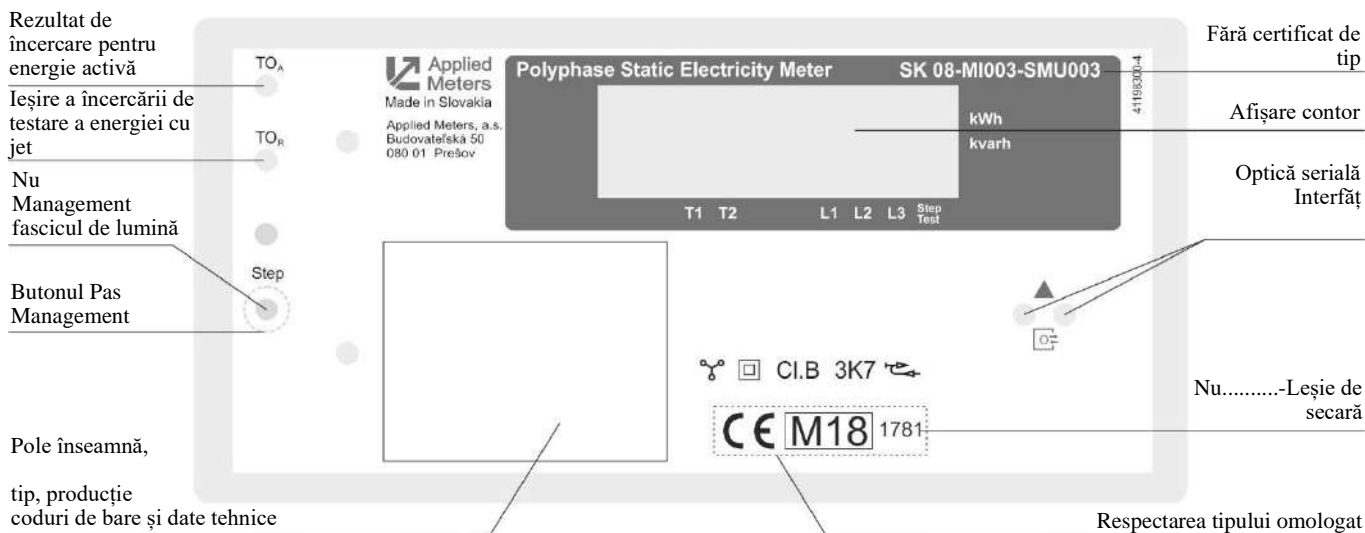 Rezultat de
încercare pentru
energie activă
Ieșire a încercării de
testare a energiei cu
jet
Nu
Management
fascicul de lumină
Butonul Pas
Management
Pole înseamnă,
tip, producție
coduri de bare și date tehnice
TOA
TOR
Step
Applied
Meters
Made in Slovakia
Applied Meters, a.s.
Budovateľská 50
080 01 Prešov
Polyphase Static Electricity Meter SK 08-MI003-SMU003
kWh
kvarh
T1 T2 L1 L2 L3 Step
Test
411983000-4
Cl.B 3K7
CE M18 1781
Fără certificat de
tip
Afișare contor
Optică serială
Interfăț
Nu..........-Leșie de
secară
Respectarea tipului omologat